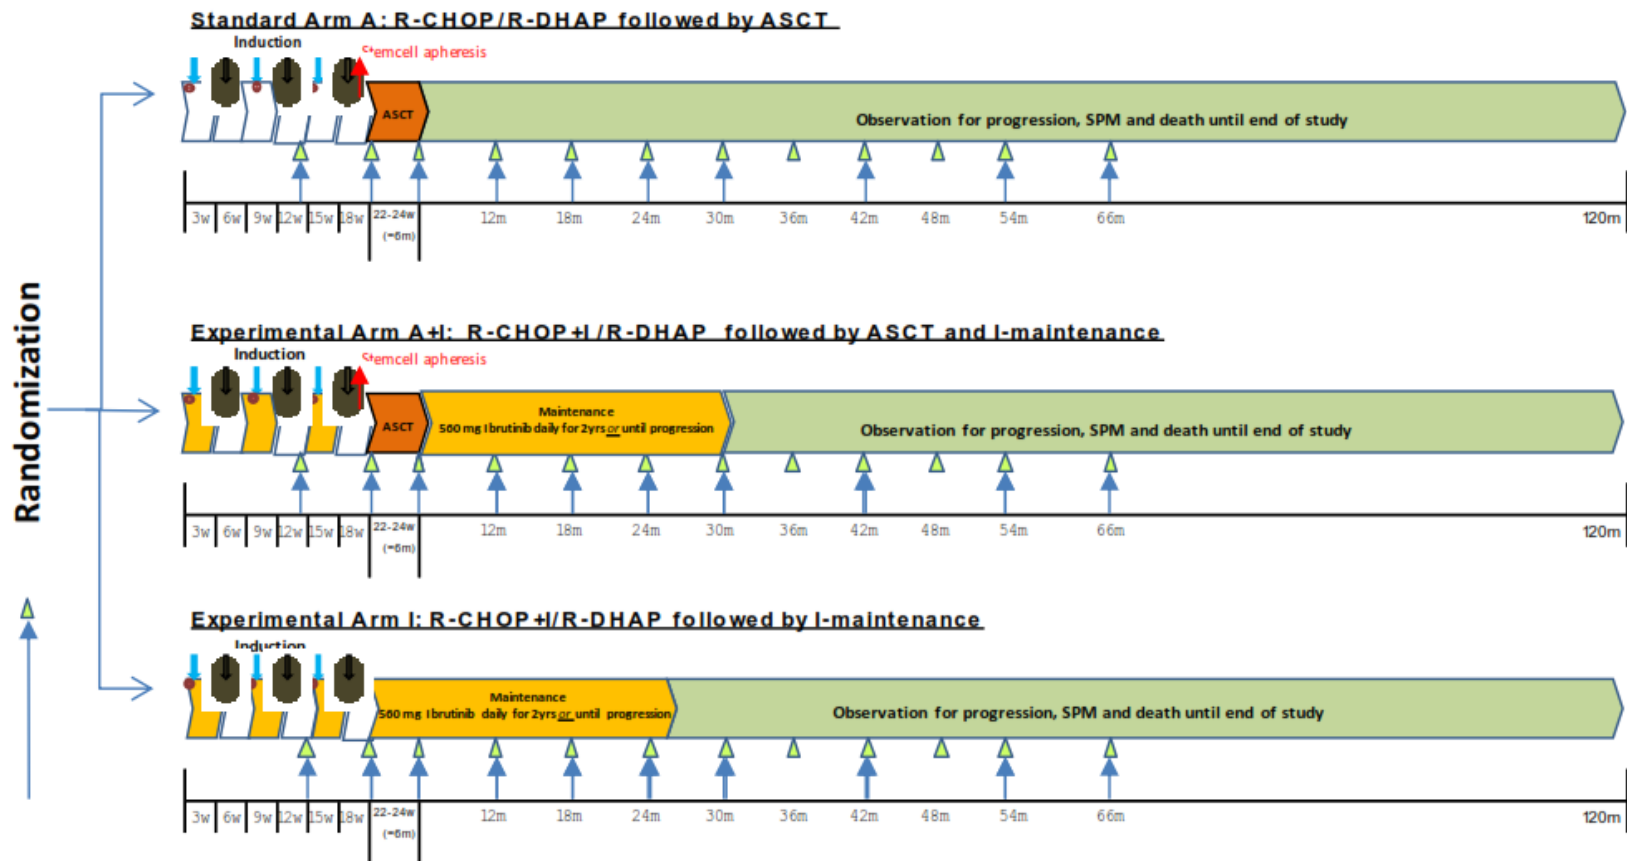 Standard Arm A: R-CHOP/R-DHAP followed by ASCT
Induction
Stemcell apheresis
ASCT
Observation for progression, SPM and death until end of study
3w 6w 9w 12w 15w 18w 22-24w 12m 18m 24m 30m 36m 42m 48m 54m 66m 120m
(=6m)
Randomization
Experimental Arm A+I: R-CHOP+I/R-DHAP followed by ASCT and I-maintenance
Induction
Stemcell apheresis
ASCT
Maintenance
560 mg Ibrutinib daily for 2yrs or until progression
Observation for progression, SPM and death until end of study
3w 6w 9w 12w 15w 18w 22-24w 12m 18m 24m 30m 36m 42m 48m 54m 66m 120m
(=6m)
Experimental Arm I: R-CHOP+I/R-DHAP followed by I-maintenance
Induction
Maintenance
560 mg Ibrutinib daily for 2yrs or until progression
Observation for progression, SPM and death until end of study
3w 6w 9w 12w 15w 18w 22-24w 12m 18m 24m 30m 36m 42m 48m 54m 66m 120m
(=6m)